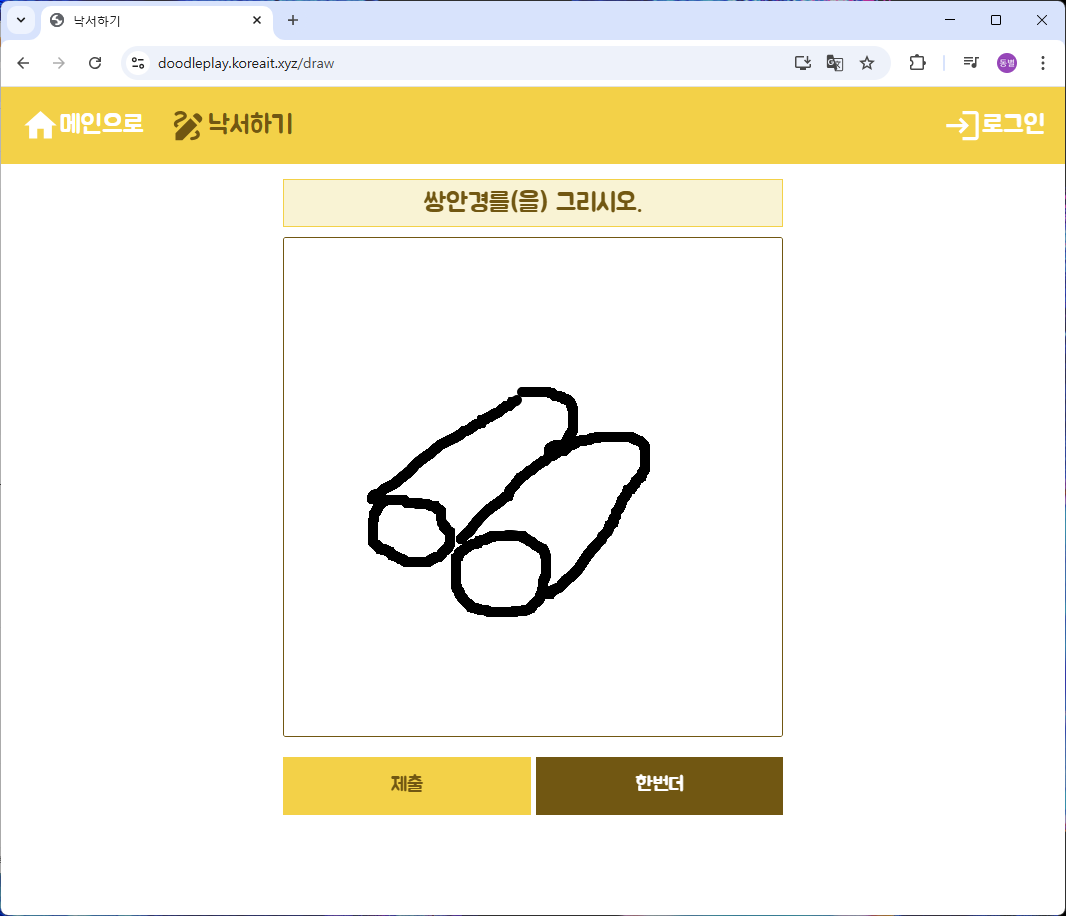 낙서하기
doodleplay.koreait.xyz/draw
동별
메인으로 낙서하기 로그인
쌍안경를(을) 그리시오.
제출 한번더